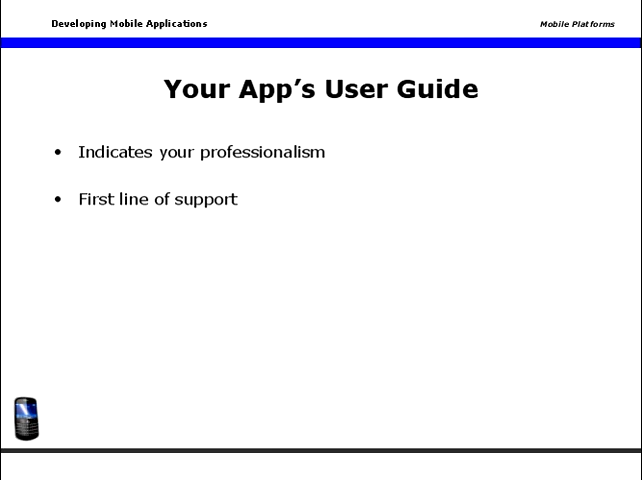 Developing Mobile Applications
Mobile Platforms
Your App’s User Guide
• Indicates your professionalism
• First line of support